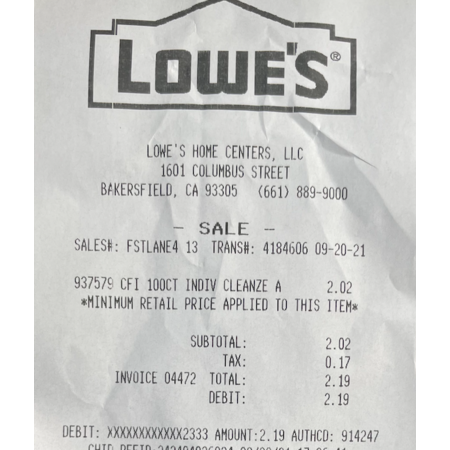 LOWE'S®
LOWE'S HOME CENTERS, LLC
1601 COLUMBUS STREET
BAKERSFIELD, CA 93305 (661) 889-9000
- SALE -
SALES#: FSTLANE4 13 TRANS#: 4184606 09-20-21
937579 CFI 100CT INDIV CLEANZE A 2.02
*MINIMUM RETAIL PRICE APPLIED TO THIS ITEM*
SUBTOTAL: 2.02
TAX: 0.17
INVOICE 04472 TOTAL: 2.19
DEBIT: 2.19
DEBIT: XXXXXXXXXXXX2333 AMOUNT:2.19 AUTHCD: 914247